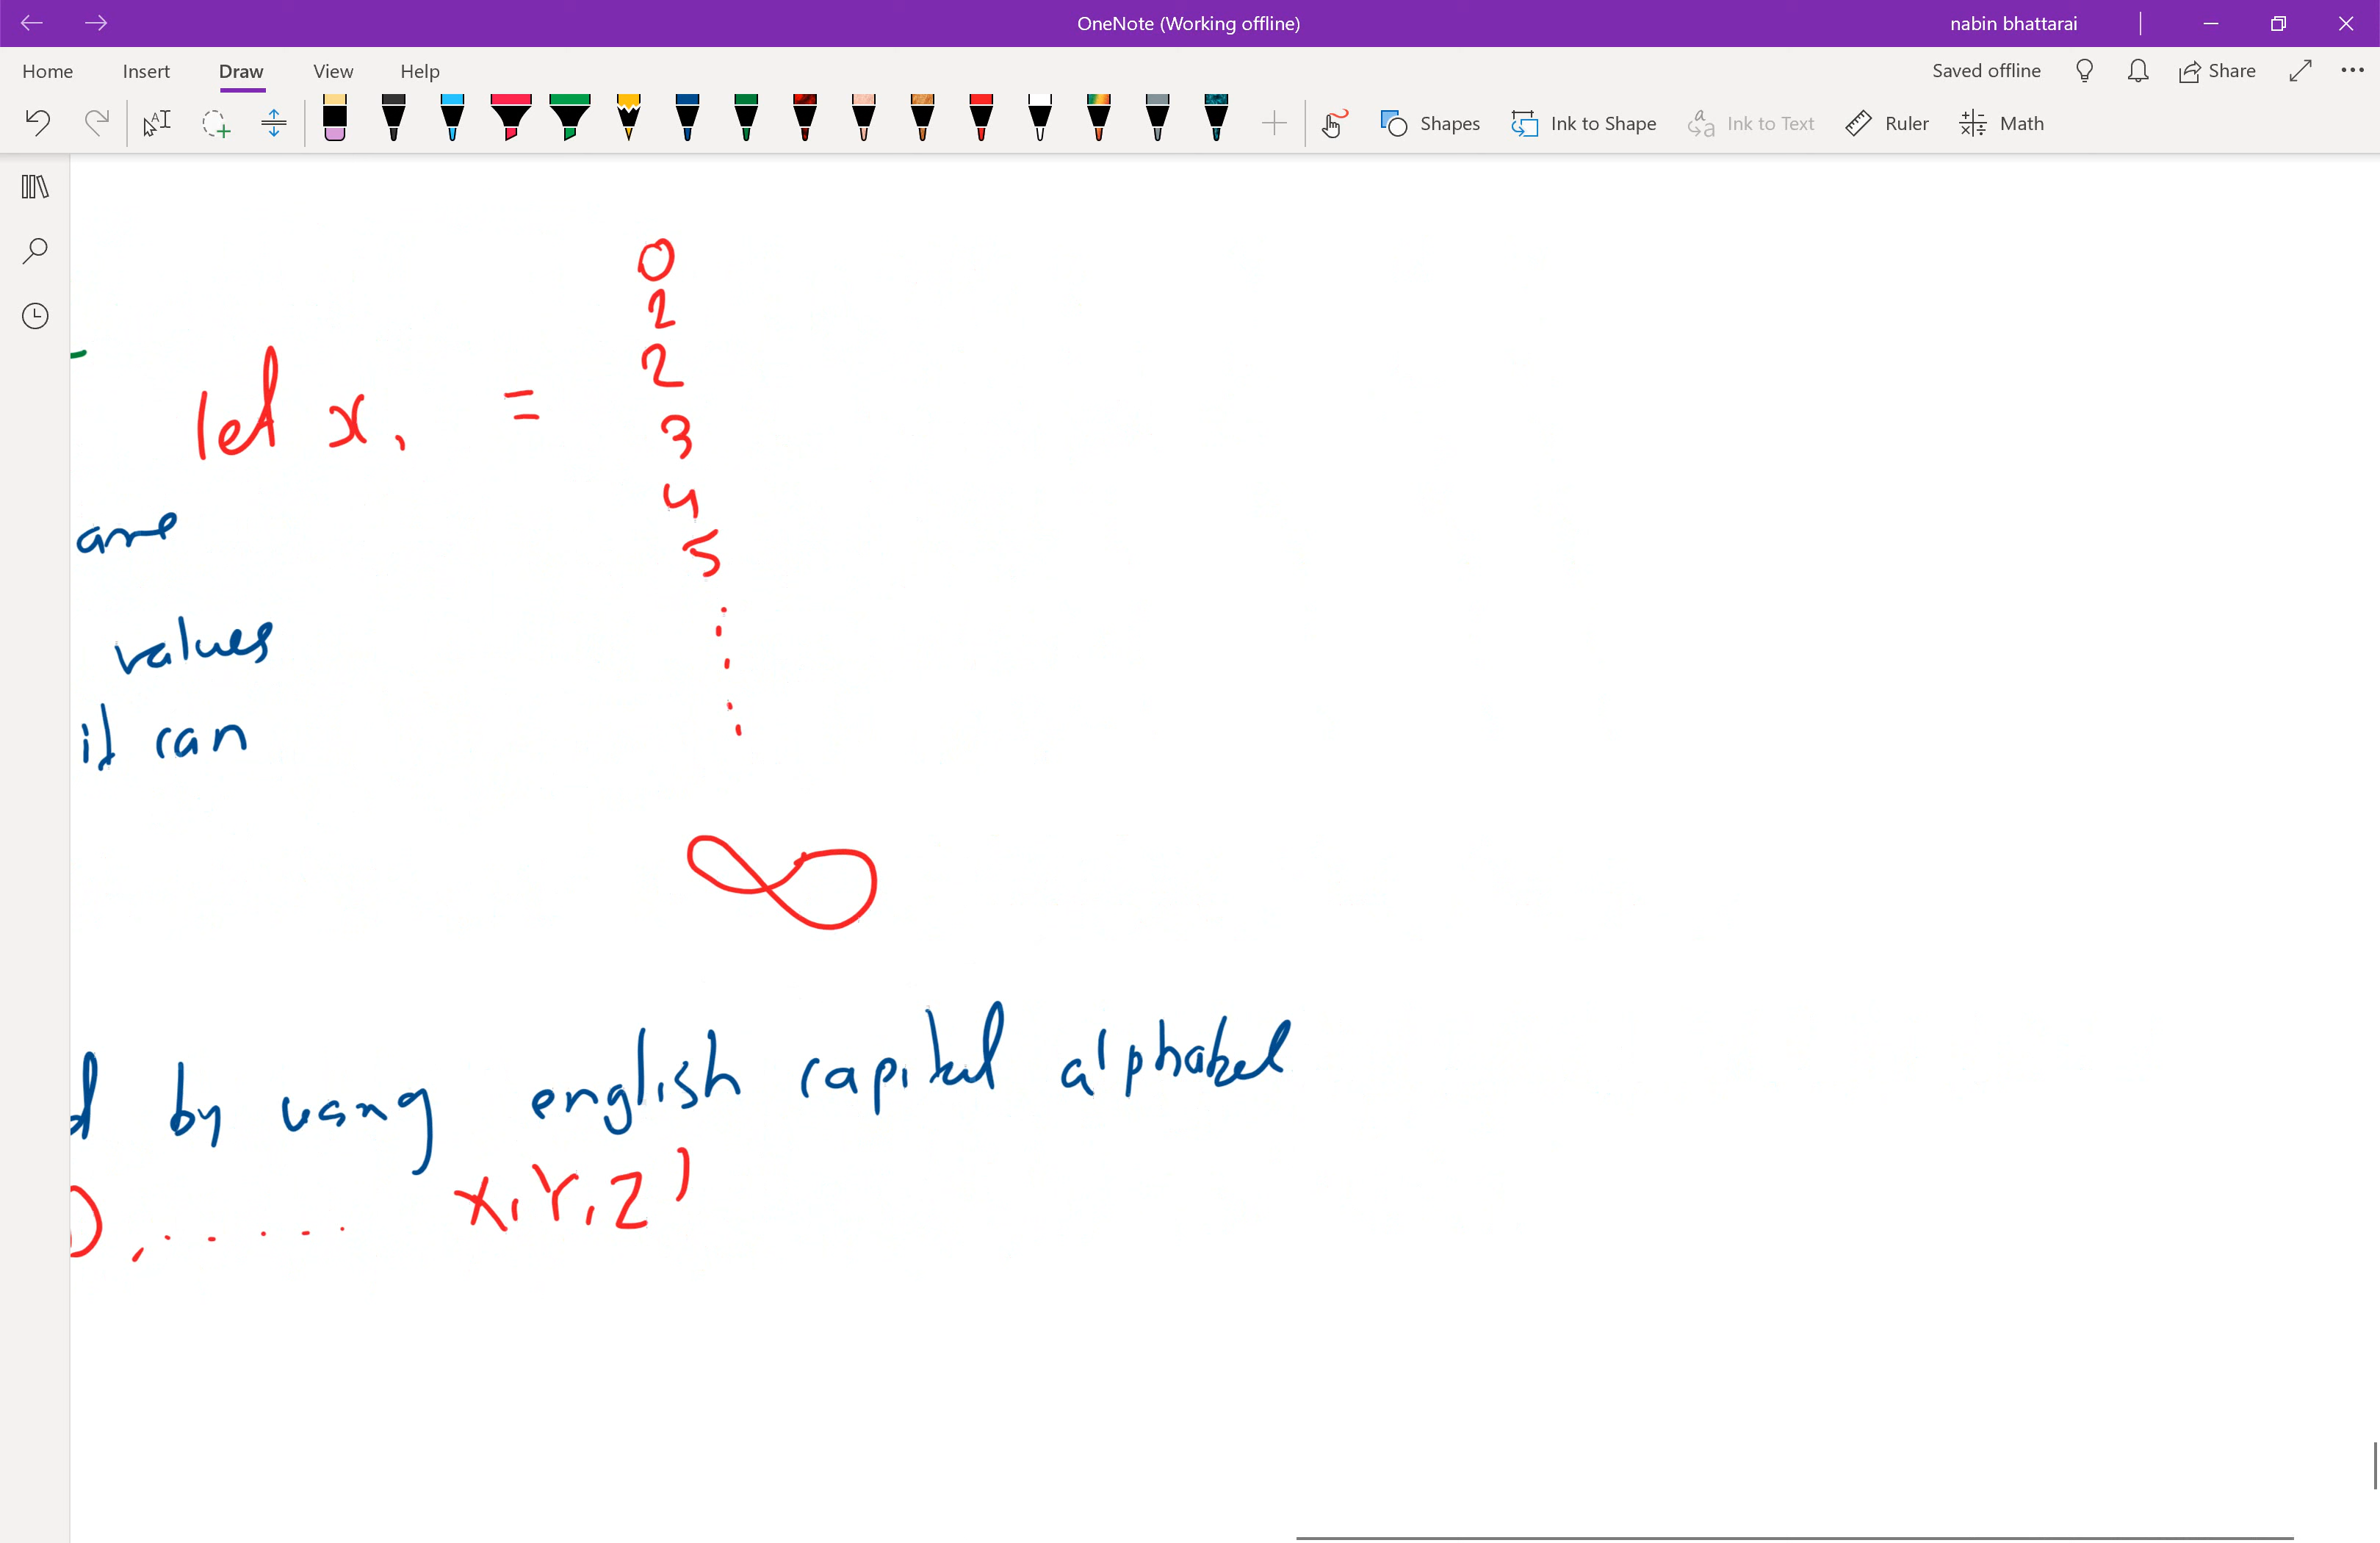 OneNote (Working offline)
nabin bhattarai
Home Insert Draw View Help
Saved offline Share
Shapes Ink to Shape Ink to Text Ruler Math
0
2
2
3
let x, =
4
are
5
values
it can
∞
by using english capital alphabet
D, ..... X, Y, Z)